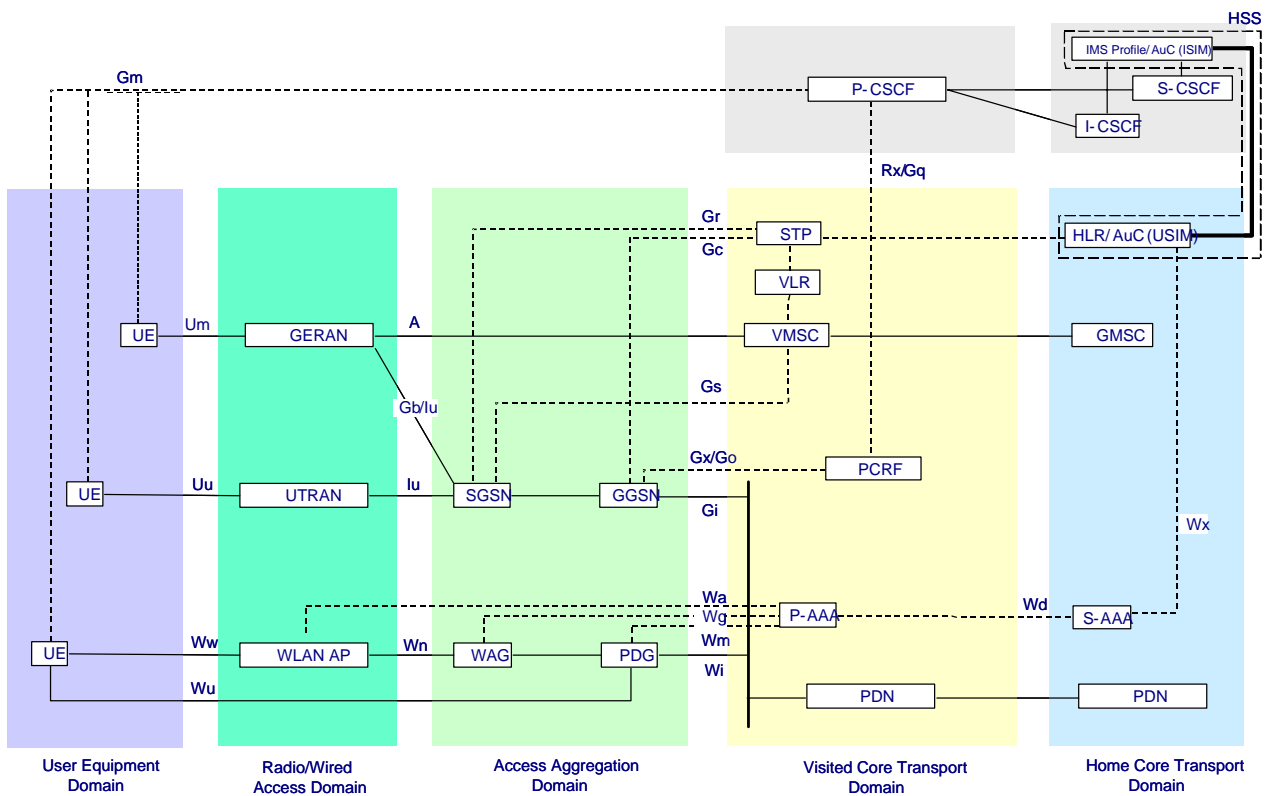 HSS
IMS Profile/ AuC (ISIM)
Gm
P- CSCF
S- CSCF
I- CSCF
Rx/Gq
Gr
STP
HLR/ AuC (USIM)
Gc
VLR
UE
Um
GERAN
A
VMSC
GMSC
Gs
Gb/Iu
Gx/Go
PCRF
UE
Uu
UTRAN
Iu
SGSN
GGSN
Gi
Wx
Wa
Wg
P- AAA
Wd
S- AAA
UE
Ww
WLAN AP
Wn
WAG
PDG
Wm
Wi
Wu
PDN
PDN
User Equipment
Domain
Radio/Wired
Access Domain
Access Aggregation
Domain
Visited Core Transport
Domain
Home Core Transport
Domain